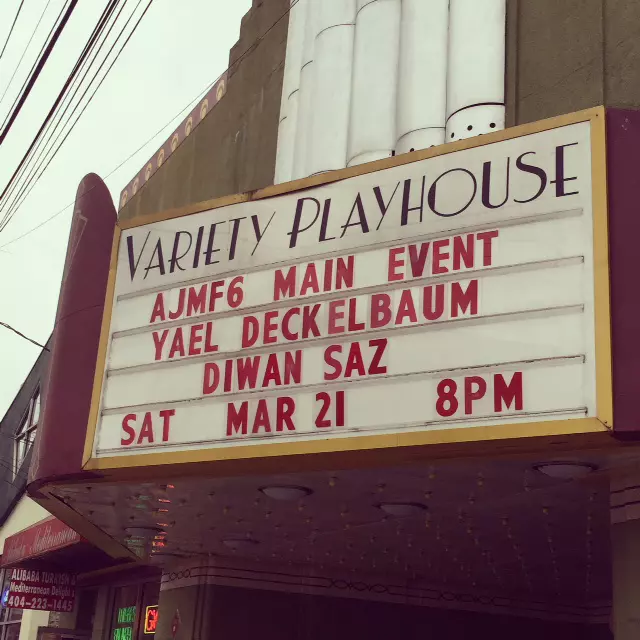 VARIETY PLAYHOUSE
AJMF6 MAIN EVENT
YAEL DECKELBAUM
DIWAN SAZ
SAT MAR 21 8PM
ALIBABA TURKISH
Mediterranean Delight
404-223-1445